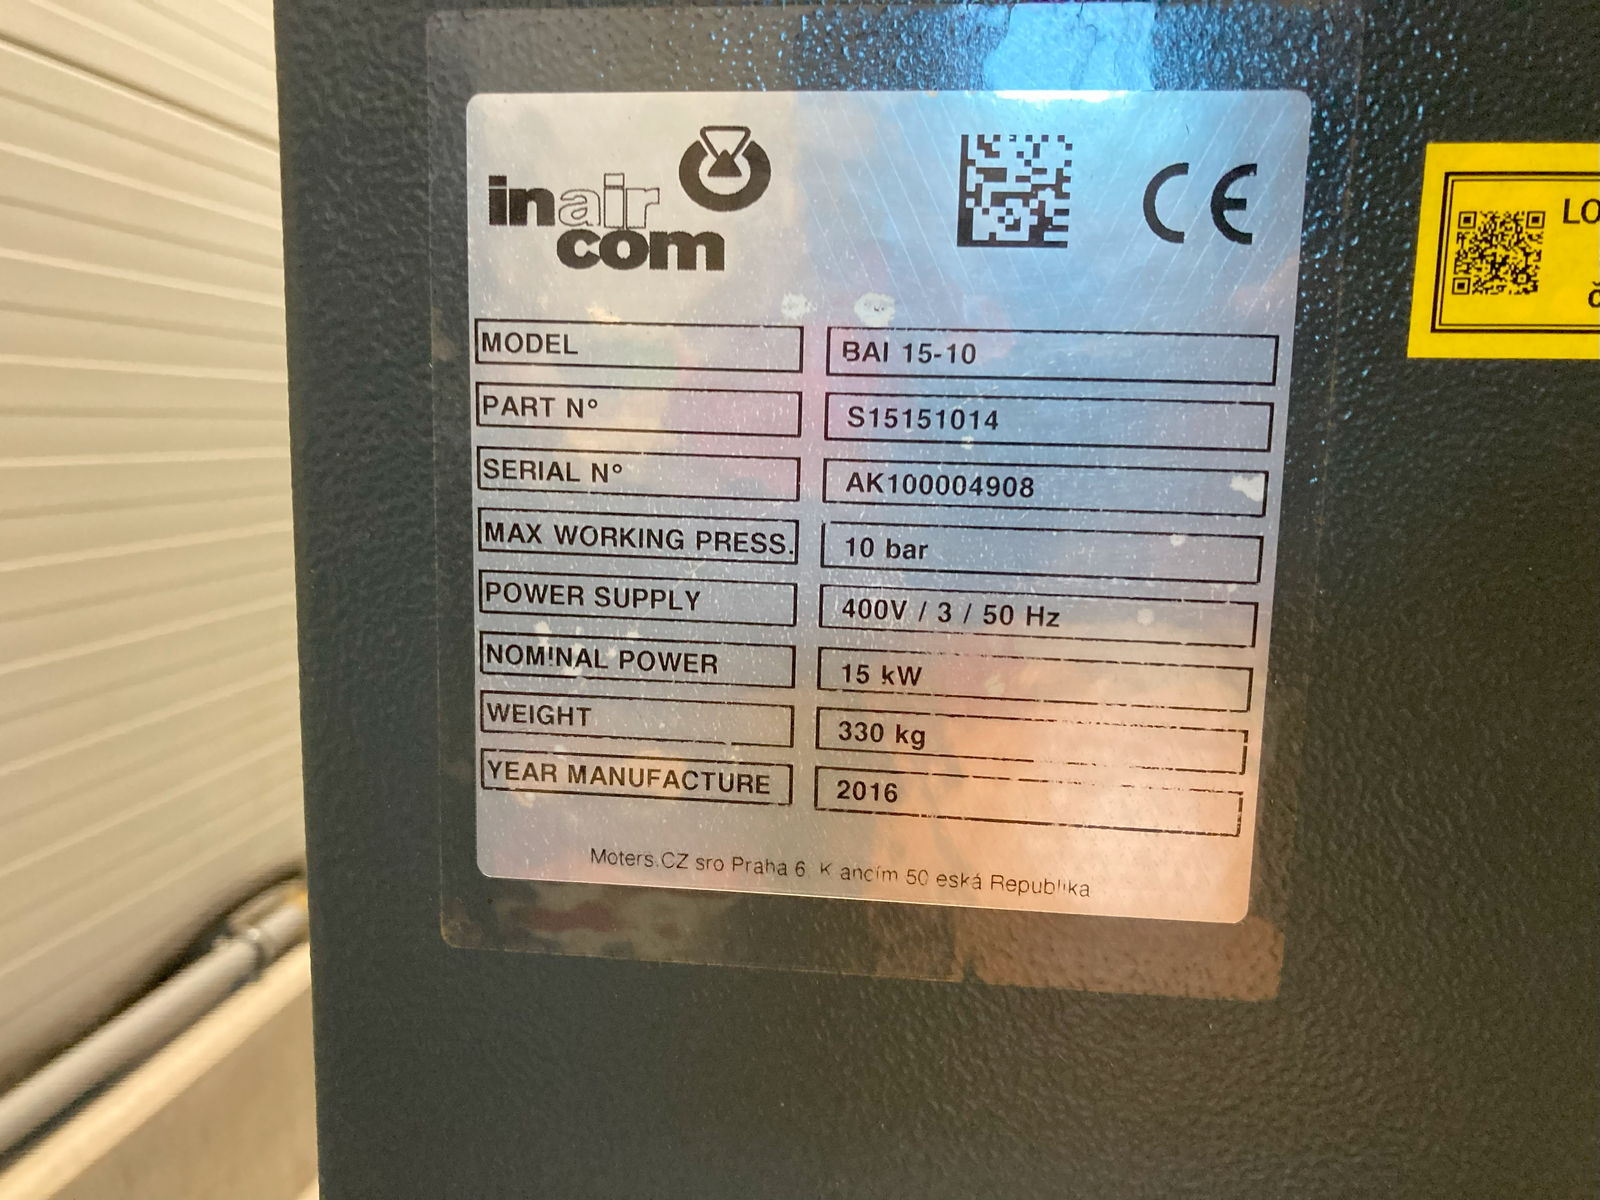 inair
com
CE
MODEL BAI 15-10
PART N° S15151014
SERIAL N° AK100004908
MAX WORKING PRESS. 10 bar
POWER SUPPLY 400V / 3 / 50 Hz
NOMINAL POWER 15 kW
WEIGHT 330 kg
YEAR MANUFACTURE 2016
Moters.CZ sro Praha 6 K ancím 50 eská Republika
LO